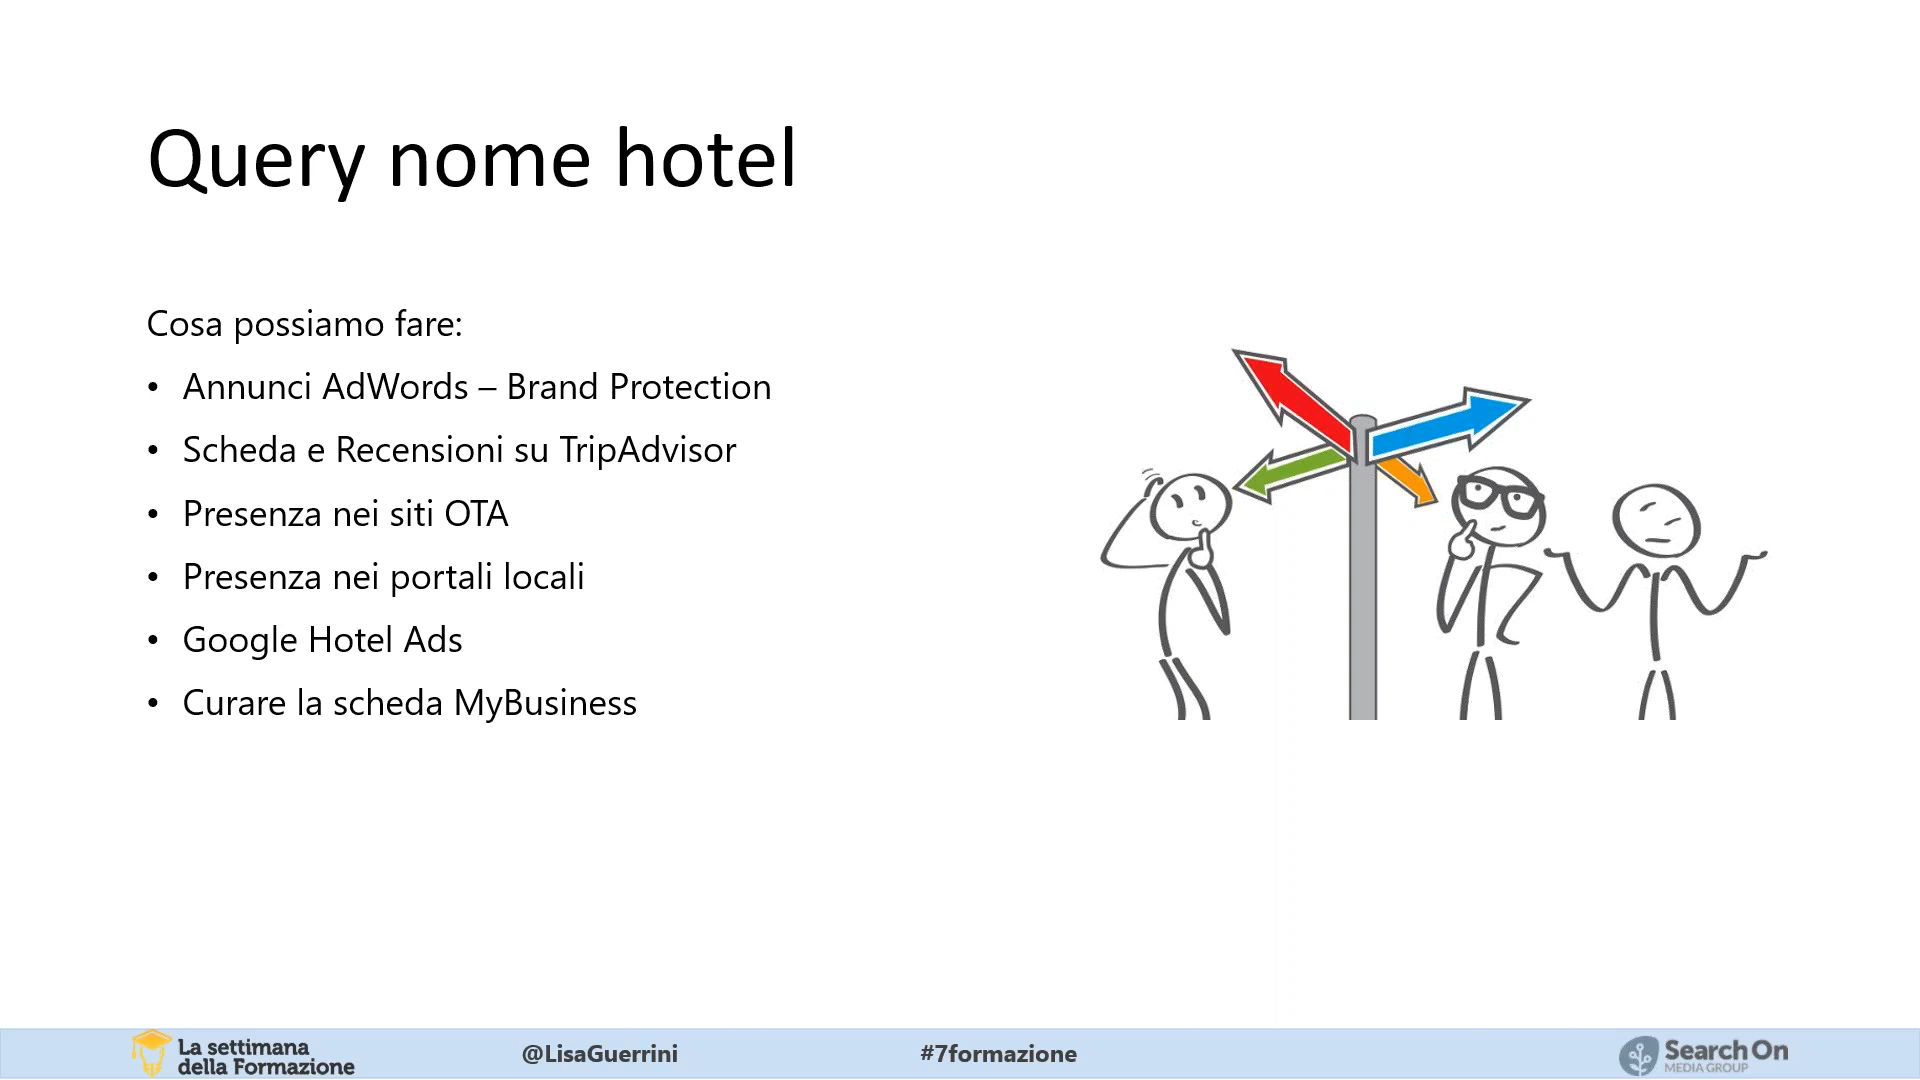 Query nome hotel
Cosa possiamo fare:
• Annunci AdWords – Brand Protection
• Scheda e Recensioni su TripAdvisor
• Presenza nei siti OTA
• Presenza nei portali locali
• Google Hotel Ads
• Curare la scheda MyBusiness
La settimana
della Formazione
@LisaGuerrini
#7formazione
Search On
MEDIA GROUP